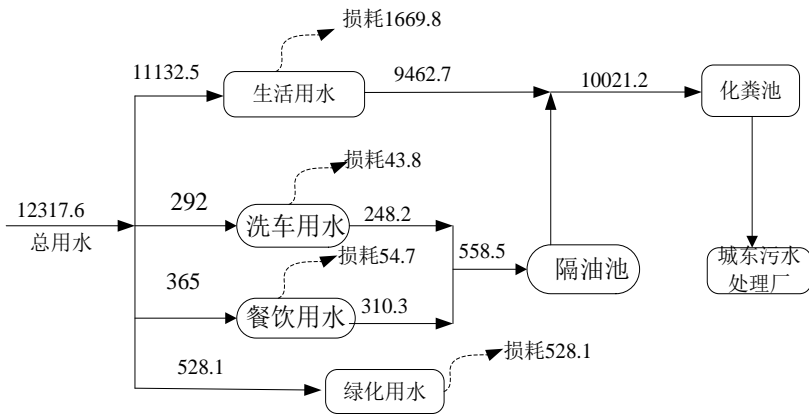 损耗1669.8
11132.5
生活用水
9462.7
10021.2
化粪池
损耗43.8
12317.6
总用水
292
洗车用水
248.2
损耗54.7
558.5
隔油池
城东污水
处理厂
365
餐饮用水
310.3
528.1
绿化用水
损耗528.1